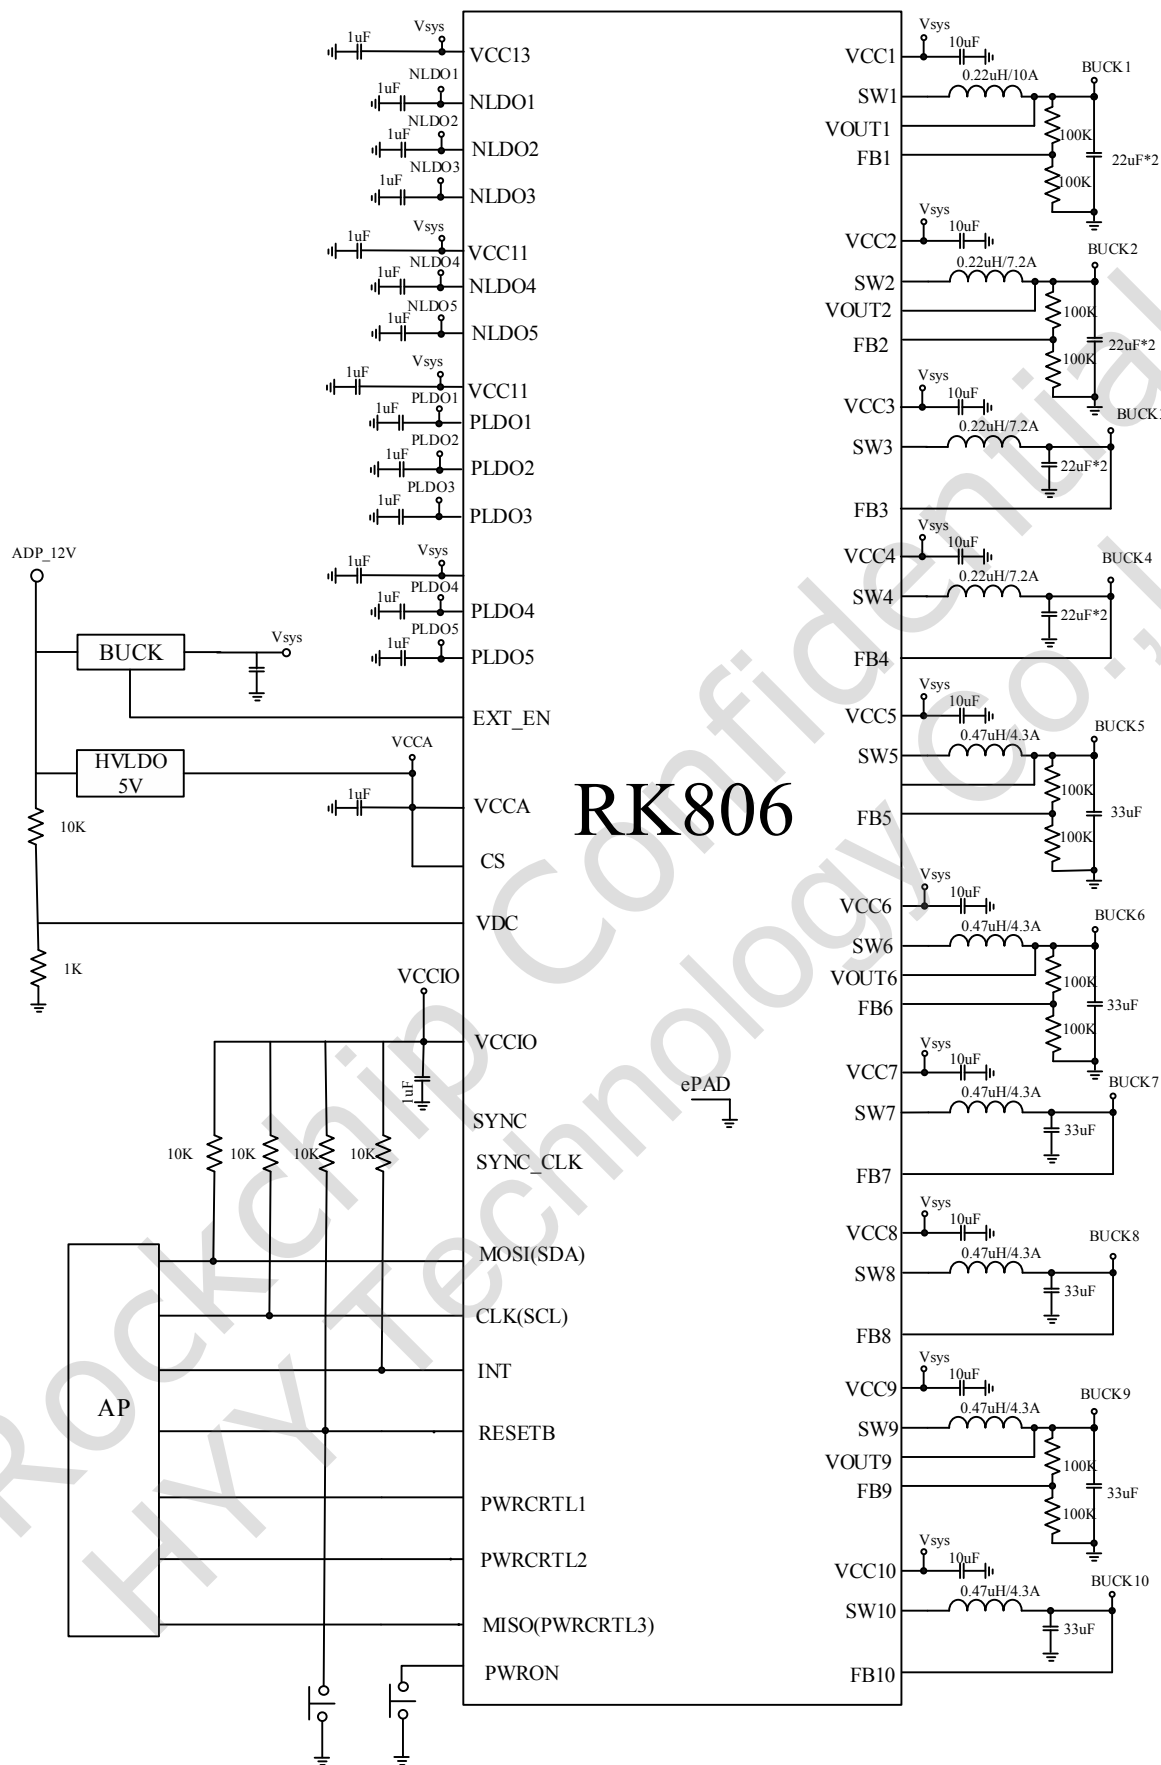 1uF
Vsys
VCC13
NLDO1
1uF
NLDO1
NLDO2
1uF
NLDO2
NLDO3
1uF
NLDO3
1uF
Vsys
VCC11
NLDO4
1uF
NLDO4
NLDO5
1uF
NLDO5
1uF
Vsys
VCC11
PLDO1
1uF
PLDO1
PLDO2
1uF
PLDO2
PLDO3
1uF
PLDO3
1uF
Vsys
PLDO4
1uF
PLDO4
PLDO5
1uF
PLDO5
ADP_12V
BUCK
Vsys
EXT_EN
HVLDO
5V
VCCA
1uF
VCCA
CS
10K
VDC
1K
VCCIO
VCCIO
1uF
SYNC
SYNC_CLK
10K
10K
10K
10K
AP
MOSI(SDA)
CLK(SCL)
INT
RESETB
PWRCRTL1
PWRCRTL2
MISO(PWRCRTL3)
PWRON
RK806
ePAD
Vsys
10uF
VCC1
0.22uH/10A
BUCK1
SW1
VOUT1
100K
FB1
22uF*2
100K
Vsys
10uF
VCC2
0.22uH/7.2A
BUCK2
SW2
VOUT2
100K
FB2
22uF*2
100K
Vsys
10uF
VCC3
0.22uH/7.2A
SW3
22uF*2
FB3
Vsys
10uF
VCC4
0.22uH/7.2A
BUCK4
SW4
22uF*2
FB4
Vsys
10uF
VCC5
0.47uH/4.3A
BUCK5
SW5
100K
FB5
33uF
100K
Vsys
10uF
VCC6
0.47uH/4.3A
BUCK6
SW6
VOUT6
100K
FB6
33uF
100K
Vsys
10uF
VCC7
0.47uH/4.3A
BUCK7
SW7
33uF
FB7
Vsys
10uF
VCC8
0.47uH/4.3A
BUCK8
SW8
33uF
FB8
Vsys
10uF
VCC9
0.47uH/4.3A
BUCK9
SW9
VOUT9
100K
FB9
33uF
100K
Vsys
10uF
VCC10
0.47uH/4.3A
BUCK10
SW10
33uF
FB10
Rockchip Confidential
HYY Technology Co.,